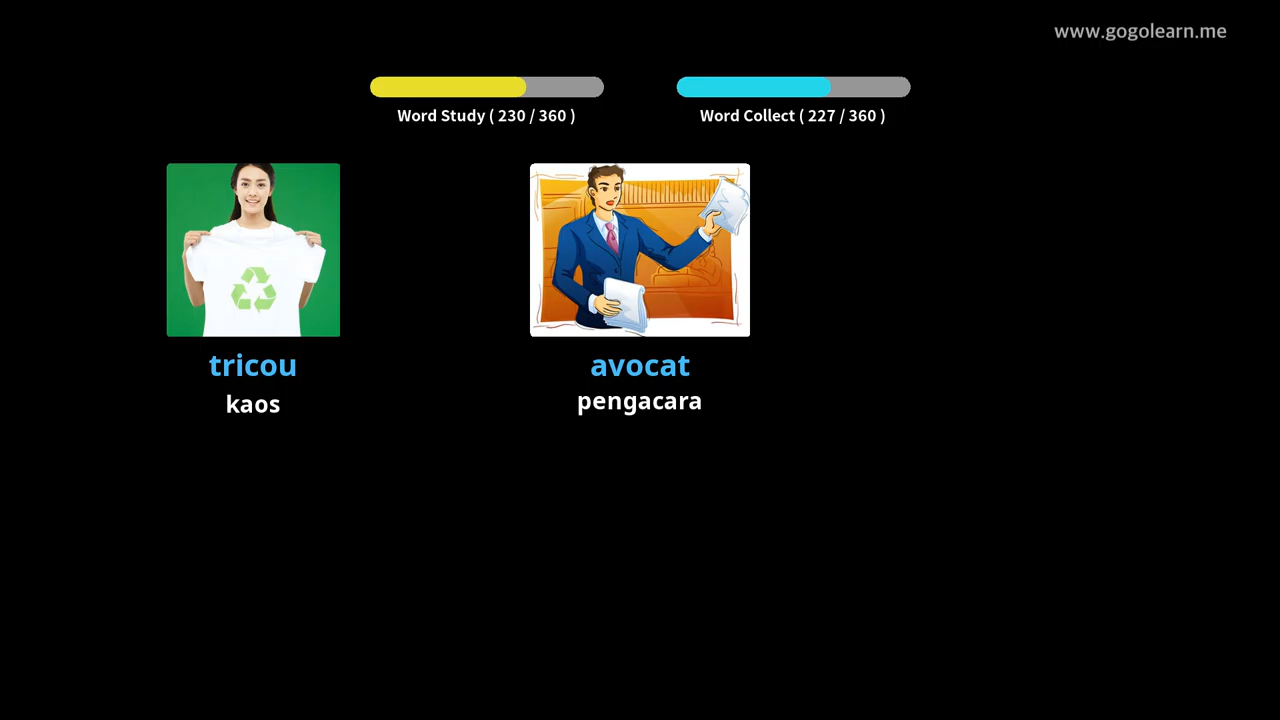 www.gogolearn.me
Word Study ( 230 / 360 )
Word Collect ( 227 / 360 )
tricou
kaos
avocat
pengacara